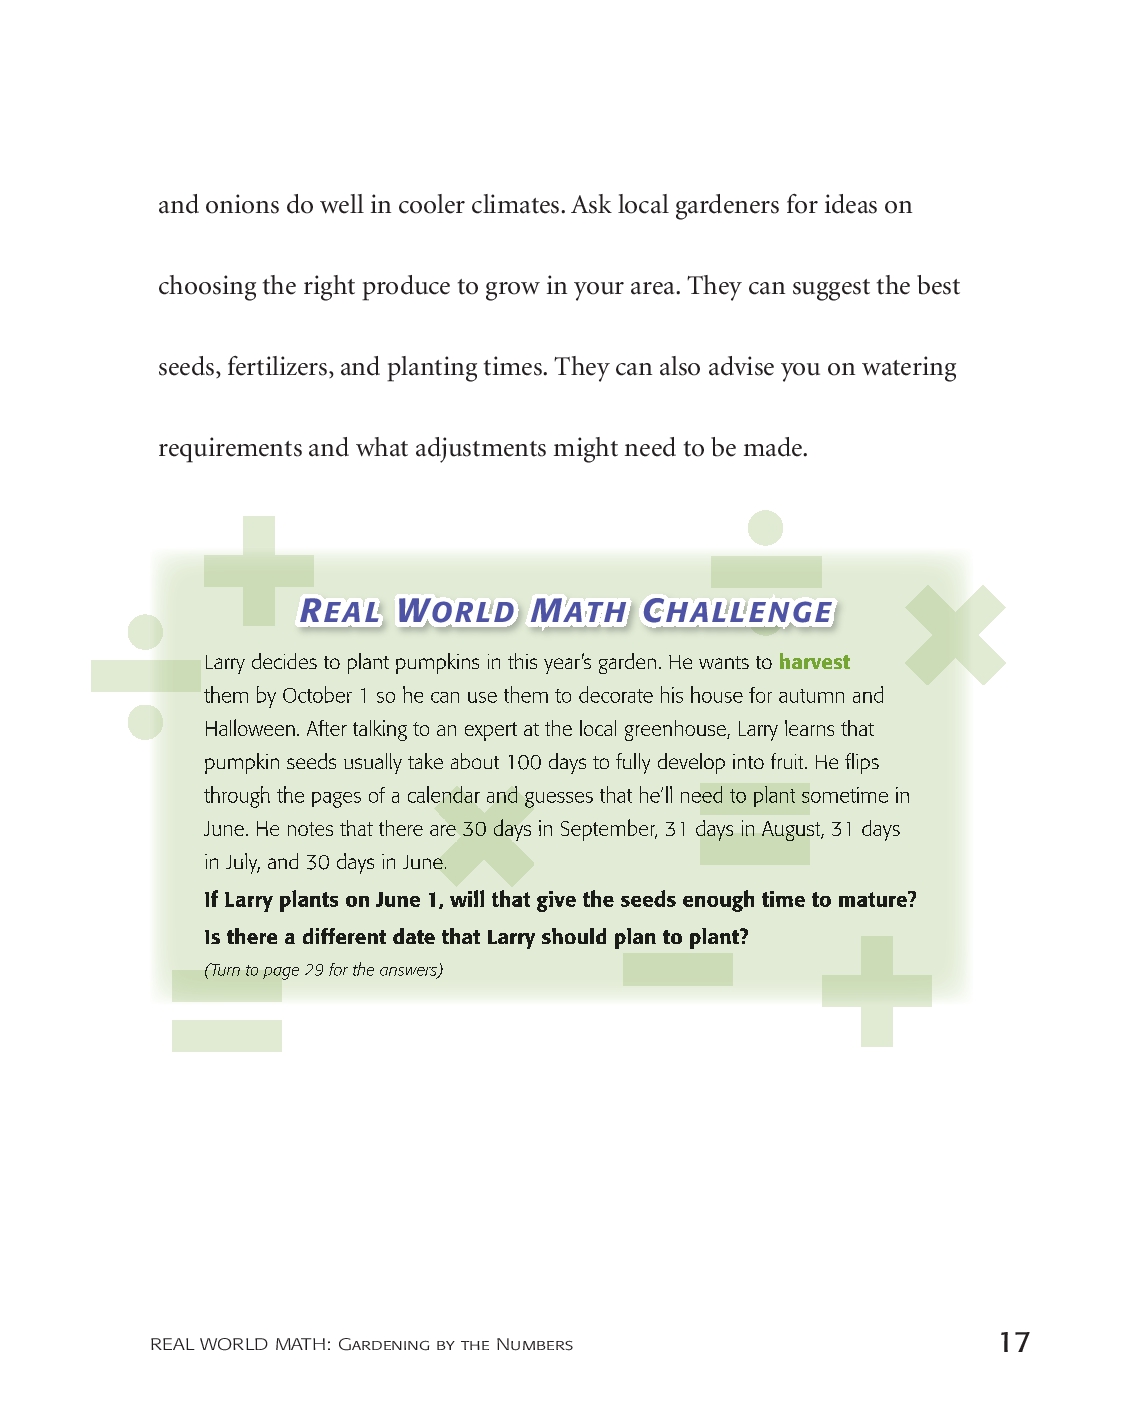 and onions do well in cooler climates. Ask local gardeners for ideas on
choosing the right produce to grow in your area. They can suggest the best
seeds, fertilizers, and planting times. They can also advise you on watering
requirements and what adjustments might need to be made.
REAL WORLD MATH CHALLENGE
Larry decides to plant pumpkins in this year's garden. He wants to harvest
them by October 1 so he can use them to decorate his house for autumn and
Halloween. After talking to an expert at the local greenhouse, Larry learns that
pumpkin seeds usually take about 100 days to fully develop into fruit. He flips
through the pages of a calendar and guesses that he'll need to plant sometime in
June. He notes that there are 30 days in September, 31 days in August, 31 days
in July, and 30 days in June.
If Larry plants on June 1, will that give the seeds enough time to mature?
Is there a different date that Larry should plan to plant?
(Turn to page 29 for the answers)
REAL WORLD MATH: GARDENING BY THE NUMBERS
17